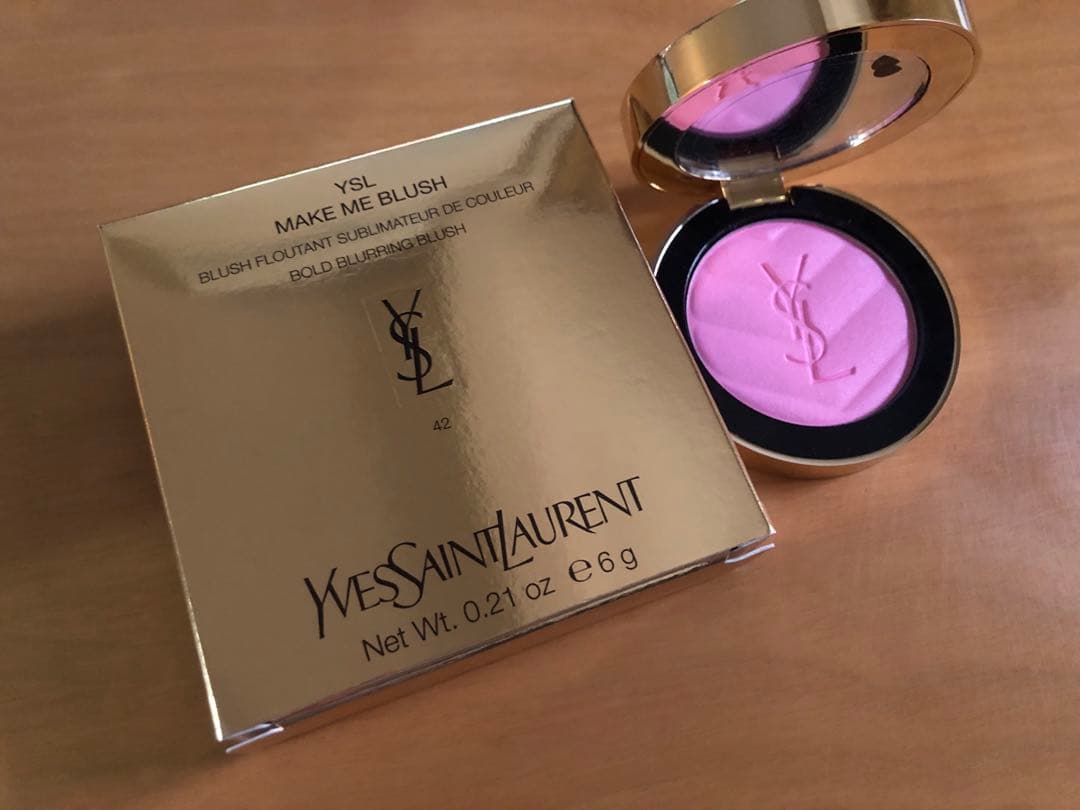 YSL
MAKE ME BLUSH
BLUSH FLOUTANT SUBLIMATEUR DE COULEUR
BOLD BLURRING BLUSH
YSL
42
YVESSAINTLAURENT
Net Wt. 0.21 oz ℮ 6 g
YSL